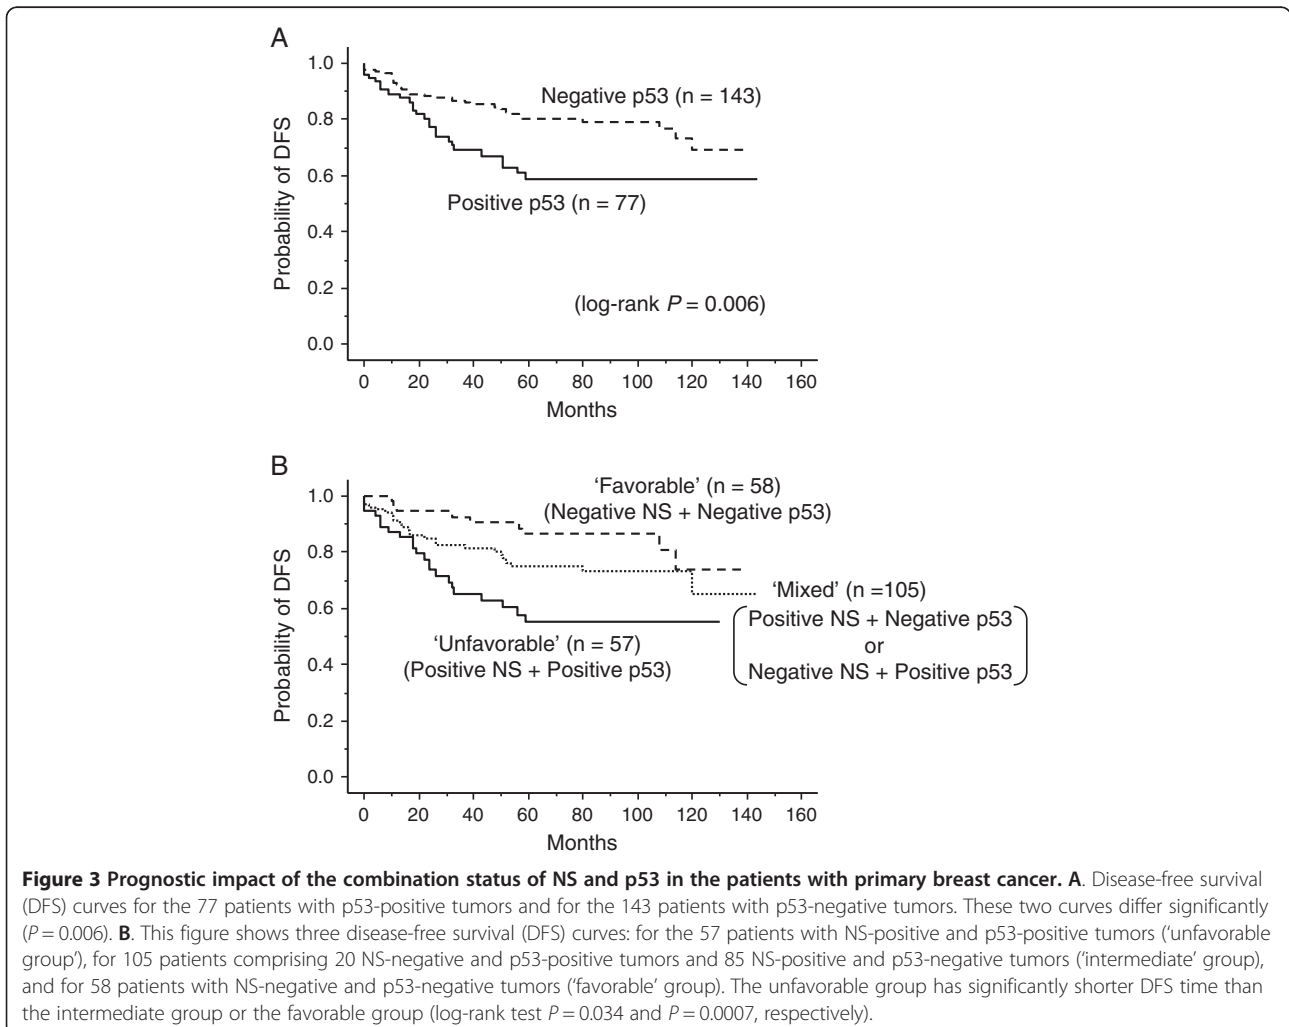 A
1.0
0.8
0.6
0.4
0.2
0.0
Probability of DFS
Negative p53 (n = 143)
Positive p53 (n = 77)
(log-rank P = 0.006)
0 20 40 60 80 100 120 140 160
Months
B
1.0
0.8
0.6
0.4
0.2
0.0
Probability of DFS
‘Favorable’ (n = 58)
(Negative NS + Negative p53)
‘Mixed’ (n =105)
Positive NS + Negative p53
or
Negative NS + Positive p53
‘Unfavorable’ (n = 57)
(Positive NS + Positive p53)
0 20 40 60 80 100 120 140 160
Months
Figure 3 Prognostic impact of the combination status of NS and p53 in the patients with primary breast cancer. A. Disease-free survival
(DFS) curves for the 77 patients with p53-positive tumors and for the 143 patients with p53-negative tumors. These two curves differ significantly
(P = 0.006). B. This figure shows three disease-free survival (DFS) curves: for the 57 patients with NS-positive and p53-positive tumors (‘unfavorable
group’), for 105 patients comprising 20 NS-negative and p53-positive tumors and 85 NS-positive and p53-negative tumors (‘intermediate’ group),
and for 58 patients with NS-negative and p53-negative tumors (‘favorable’ group). The unfavorable group has significantly shorter DFS time than
the intermediate group or the favorable group (log-rank test P = 0.034 and P = 0.0007, respectively).